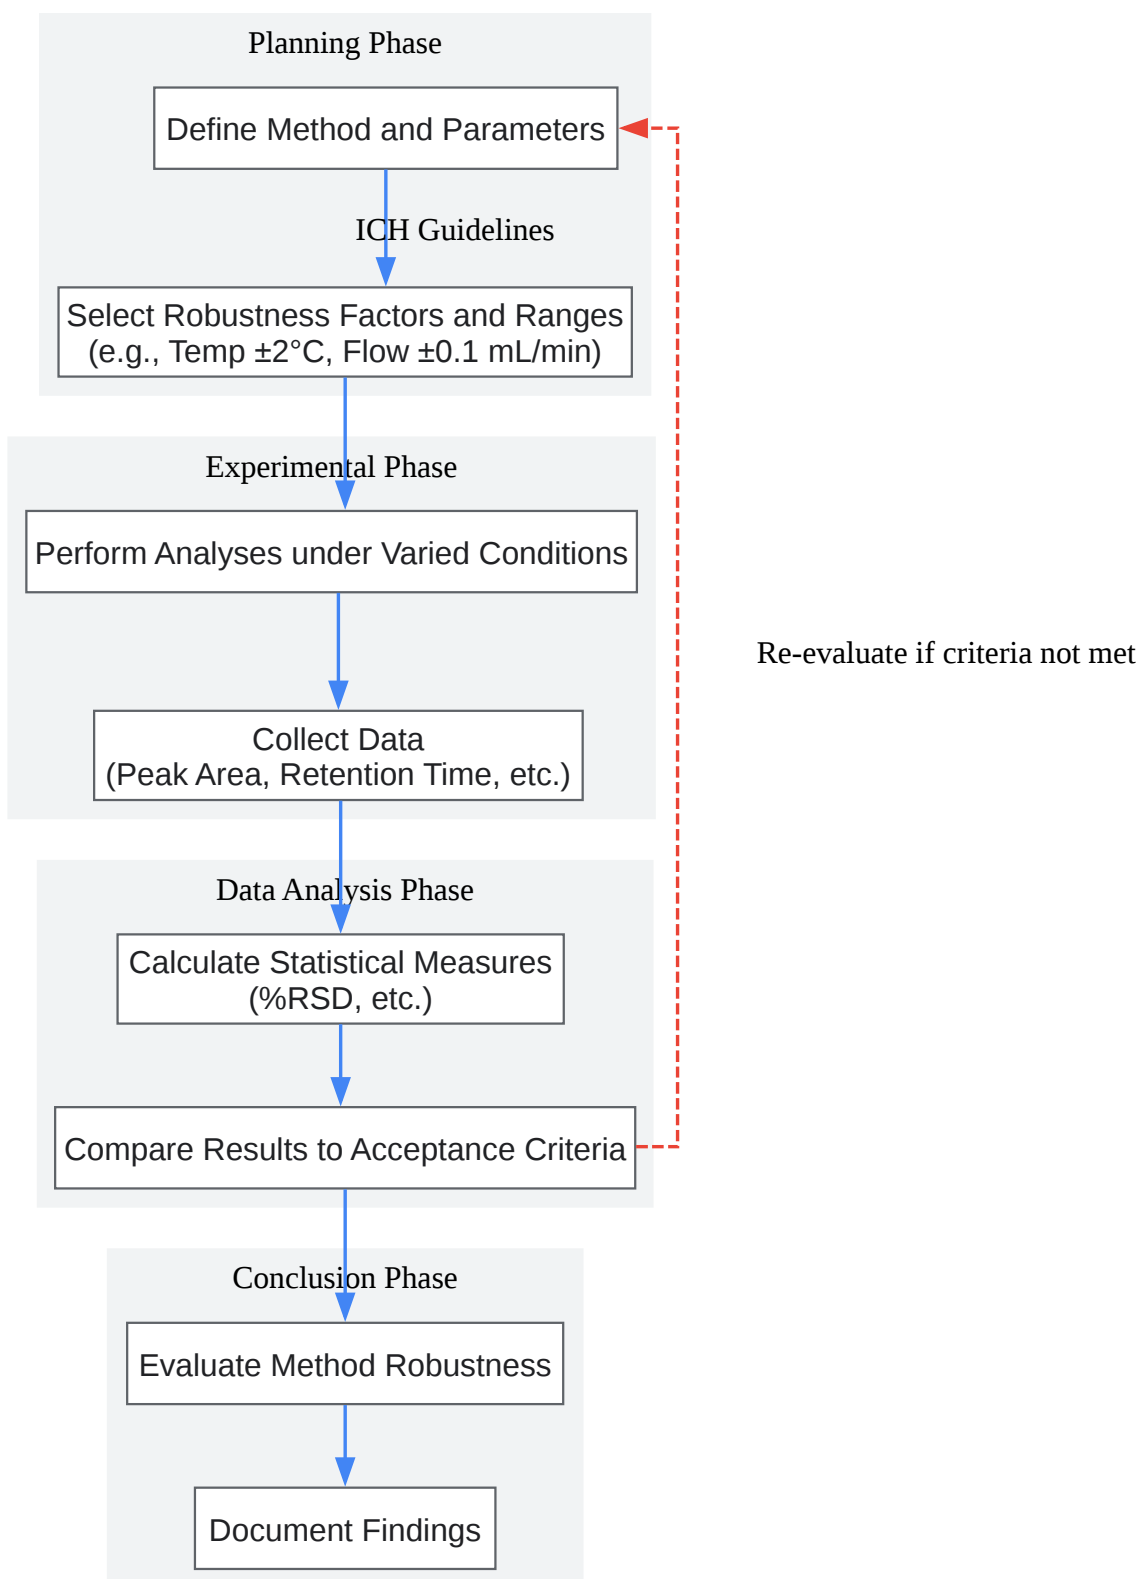 Planning Phase
Define Method and Parameters
ICH Guidelines
Select Robustness Factors and Ranges
(e.g., Temp ±2°C, Flow ±0.1 mL/min)
Experimental Phase
Perform Analyses under Varied Conditions
Re-evaluate if criteria not met
Collect Data
(Peak Area, Retention Time, etc.)
Data Analysis Phase
Calculate Statistical Measures
(%RSD, etc.)
Compare Results to Acceptance Criteria
Conclusion Phase
Evaluate Method Robustness
Document Findings